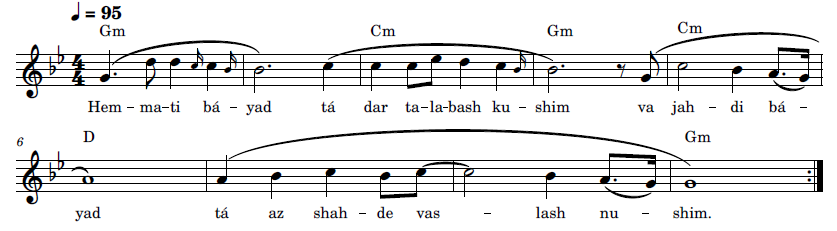 ♩ = 95
Gm Cm Gm Cm
Hem – ma – ti bá – yad tá dar ta – la – bash ku – shim va jah – di bá –
6 D Gm
yad tá az shah – de vas – lash nu – shim.